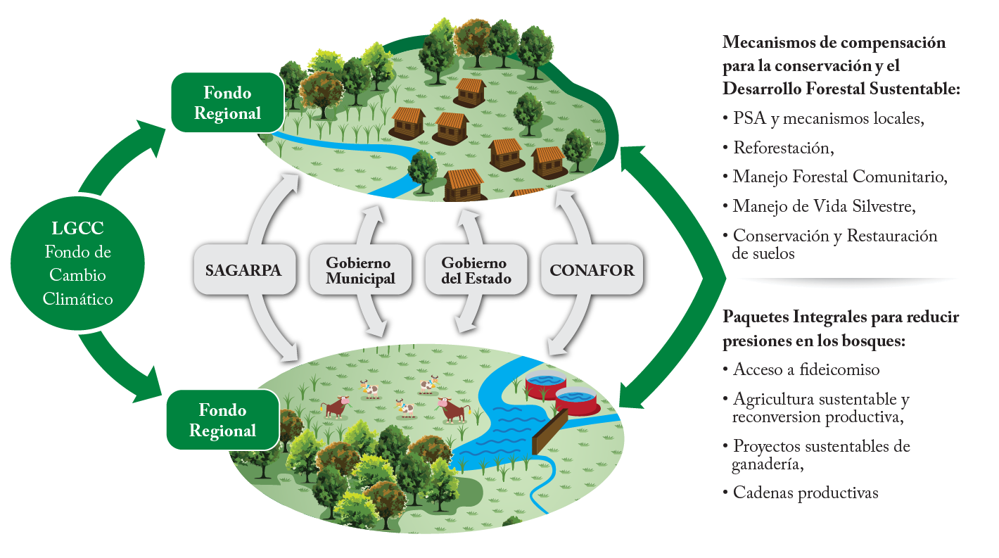 Fondo
Regional
LGCC
Fondo de
Cambio
Climático
SAGARPA
Gobierno
Municipal
Gobierno
del Estado
CONAFOR
Fondo
Regional
Mecanismos de compensación
para la conservación y el
Desarrollo Forestal Sustentable:
• PSA y mecanismos locales,
• Reforestación,
• Manejo Forestal Comunitario,
• Manejo de Vida Silvestre,
• Conservación y Restauración
de suelos
Paquetes Integrales para reducir
presiones en los bosques:
• Acceso a fideicomiso
• Agricultura sustentable y
reconversion productiva,
• Proyectos sustentables de
ganadería,
• Cadenas productivas